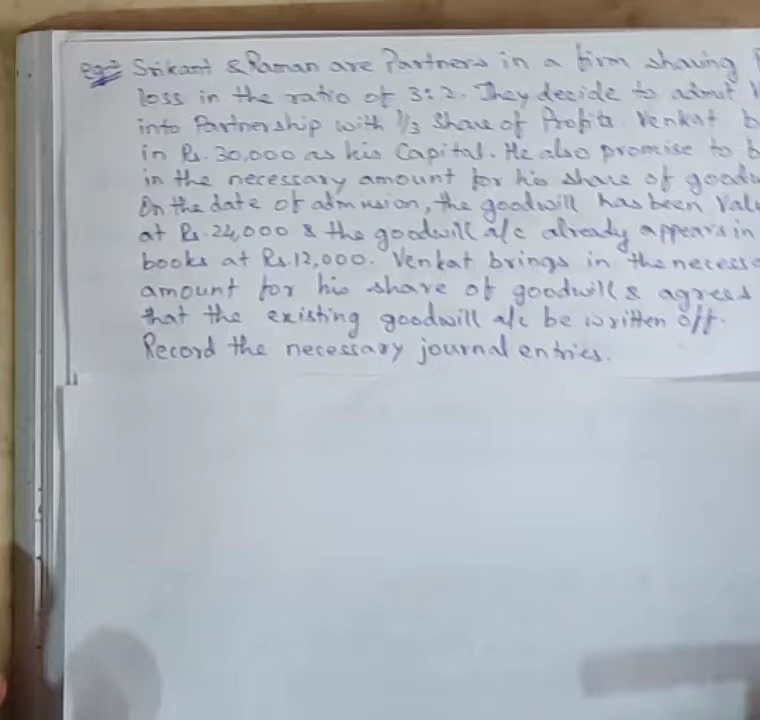 eg:- Srikant & Raman are Partners in a firm sharing
loss in the ratio of 3:2. They decide to admit
into Partnership with 1/3 Share of Profits. Venkat b
in Rs. 30,000 as his Capital. He also promise to b
in the necessary amount for his share of goodw
On the date of admission, the goodwill has been Val
at Rs. 24,000 & the goodwill a/c already appears in
books at Rs. 12,000. Venkat brings in the necess
amount for his share of goodwill & agrees
that the existing goodwill a/c be written off.
Record the necessary journal entries.